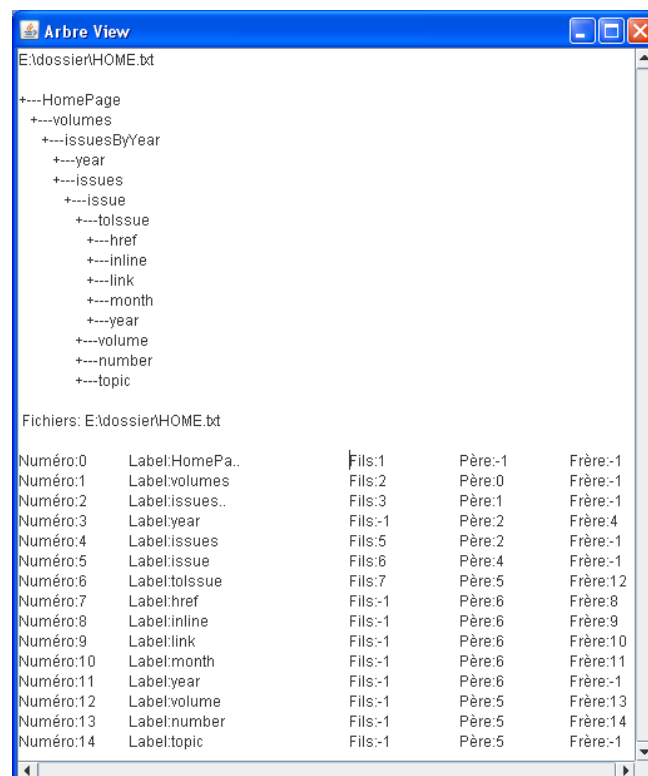 Arbre View
E:\dossier\HOME.txt
+---HomePage
+---volumes
+---issuesByYear
+---year
+---issues
+---issue
+---toIssue
+---href
+---inline
+---link
+---month
+---year
+---volume
+---number
+---topic
Fichiers: E:\dossier\HOME.txt
Numéro:0 Label:HomePa.. Fils:1 Père:-1 Frère:-1
Numéro:1 Label:volumes Fils:2 Père:0 Frère:-1
Numéro:2 Label:issues.. Fils:3 Père:1 Frère:-1
Numéro:3 Label:year Fils:-1 Père:2 Frère:4
Numéro:4 Label:issues Fils:5 Père:2 Frère:-1
Numéro:5 Label:issue Fils:6 Père:4 Frère:-1
Numéro:6 Label:toIssue Fils:7 Père:5 Frère:12
Numéro:7 Label:href Fils:-1 Père:6 Frère:8
Numéro:8 Label:inline Fils:-1 Père:6 Frère:9
Numéro:9 Label:link Fils:-1 Père:6 Frère:10
Numéro:10 Label:month Fils:-1 Père:6 Frère:11
Numéro:11 Label:year Fils:-1 Père:6 Frère:-1
Numéro:12 Label:volume Fils:-1 Père:5 Frère:13
Numéro:13 Label:number Fils:-1 Père:5 Frère:14
Numéro:14 Label:topic Fils:-1 Père:5 Frère:-1